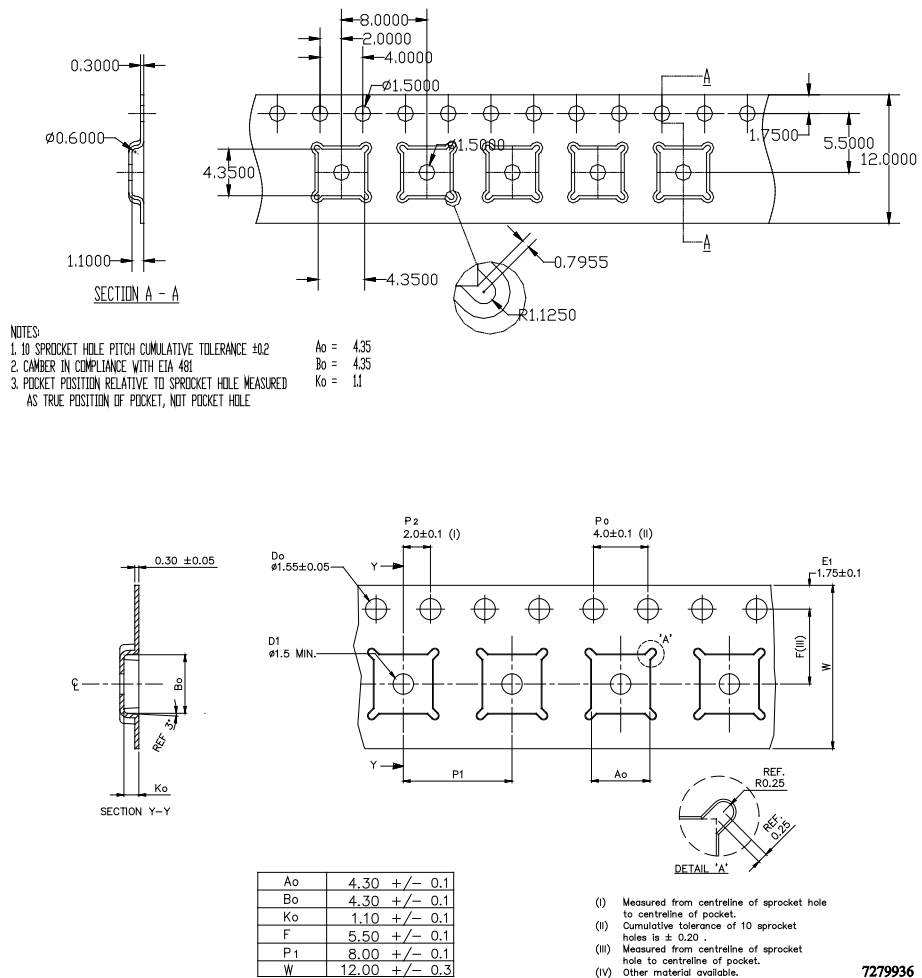 8.0000
2.0000
4.0000
0.3000
Ø1.5000
A
Ø0.6000
Ø1.5000
1.7500
5.5000
12.0000
4.3500
A
1.1000
4.3500
0.7955
R1.1250
SECTION A - A
NOTES:
1. 10 SPROCKET HOLE PITCH CUMULATIVE TOLERANCE ±0.2
2. CAMBER IN COMPLIANCE WITH EIA 481
3. POCKET POSITION RELATIVE TO SPROCKET HOLE MEASURED
AS TRUE POSITION OF POCKET, NOT POCKET HOLE
Ao = 4.35
Bo = 4.35
Ko = 1.1
P2
2.0±0.1 (I)
Po
4.0±0.1 (II)
0.30 ±0.05
Do
ø1.55±0.05
Y
E1
1.75±0.1
D1
ø1.5 MIN.
'A'
F(III)
W
℄
Bo
REF 3°
Y
P1
Ao
Ko
SECTION Y-Y
REF.
R0.25
REF.
0.25
DETAIL 'A'
Ao 4.30 +/- 0.1
Bo 4.30 +/- 0.1
Ko 1.10 +/- 0.1
F 5.50 +/- 0.1
P1 8.00 +/- 0.1
W 12.00 +/- 0.3
(I) Measured from centreline of sprocket hole
to centreline of pocket.
(II) Cumulative tolerance of 10 sprocket
holes is ± 0.20 .
(III) Measured from centreline of sprocket
hole to centreline of pocket.
(IV) Other material available.
7279936